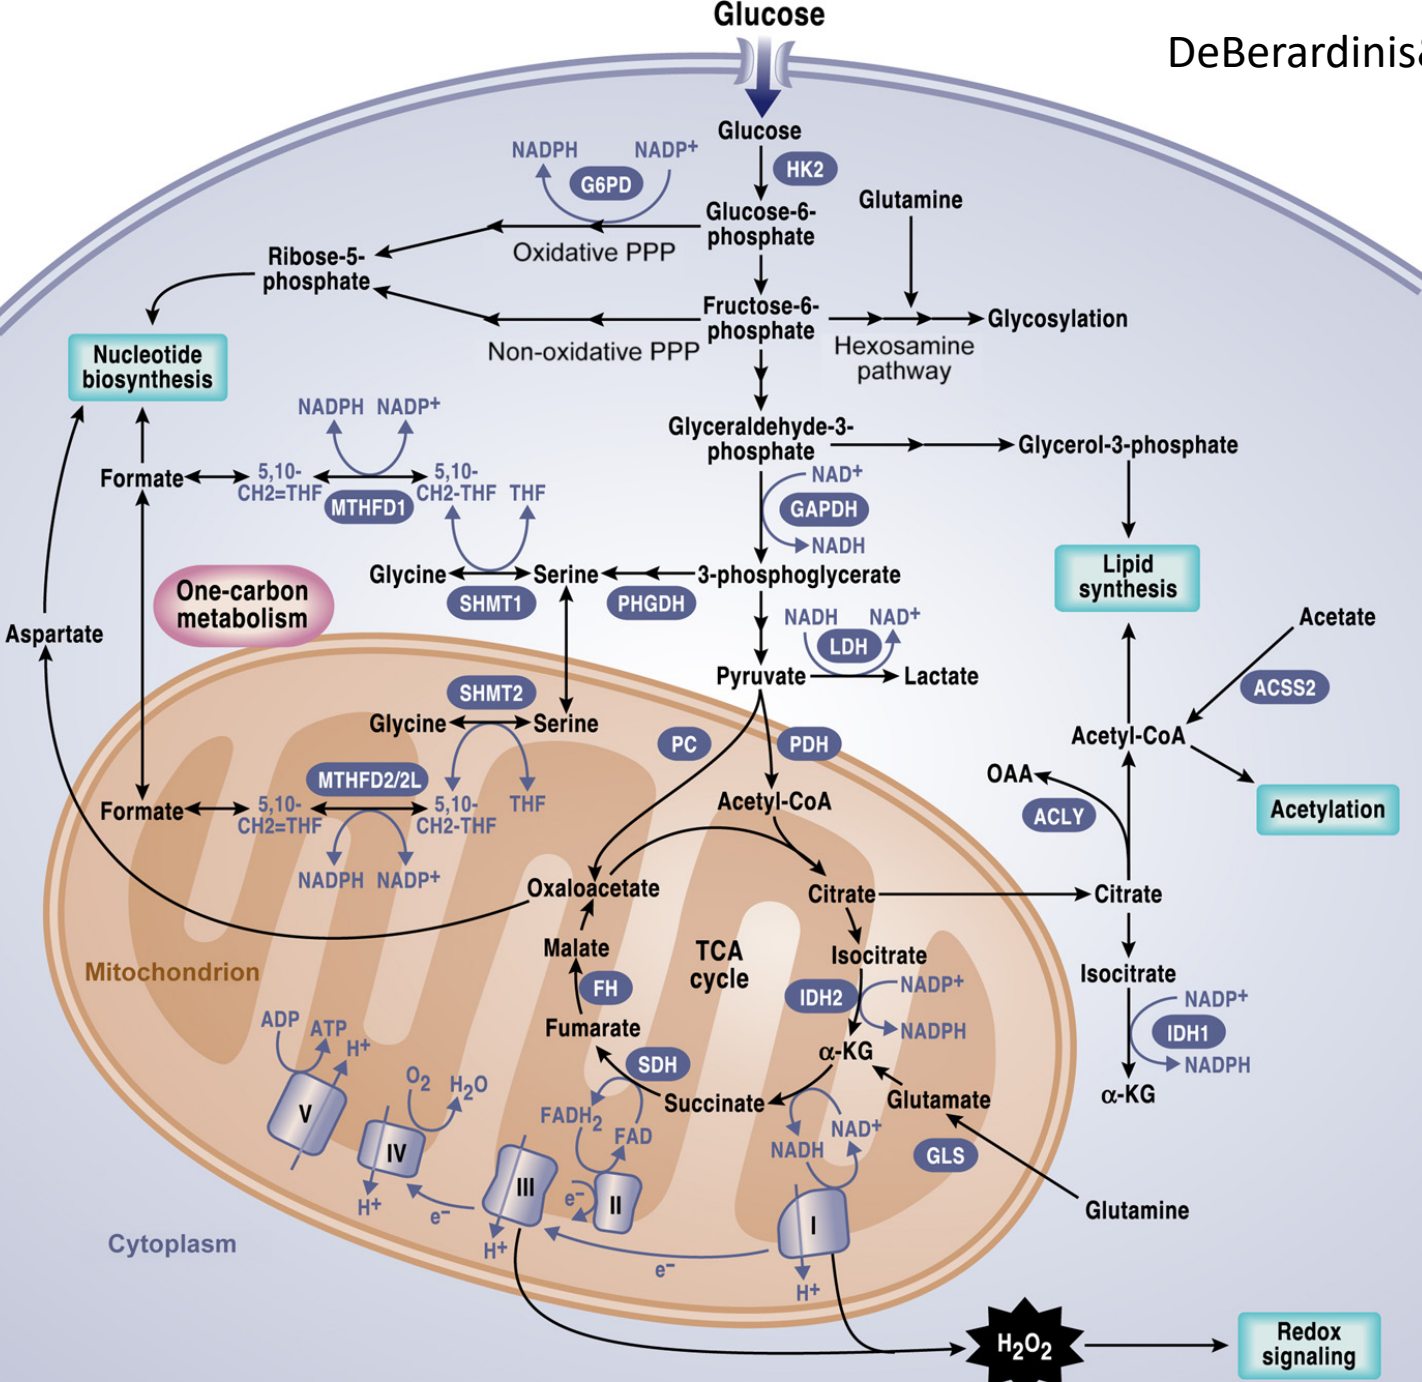 Glucose
DeBerardinis&
Glucose
NADPH
NADP+
G6PD
HK2
Glutamine
Glucose-6-
phosphate
Oxidative PPP
Ribose-5-
phosphate
Fructose-6-
phosphate
Glycosylation
Non-oxidative PPP
Hexosamine
pathway
Nucleotide
biosynthesis
NADPH
NADP+
Glyceraldehyde-3-
phosphate
Glycerol-3-phosphate
Formate
5,10-
CH2=THF
5,10-
CH2-THF
THF
MTHFD1
NAD+
GAPDH
NADH
Lipid
synthesis
Glycine
Serine
3-phosphoglycerate
SHMT1
PHGDH
One-carbon
metabolism
Aspartate
NADH
NAD+
LDH
Acetate
Pyruvate
Lactate
ACSS2
SHMT2
Glycine
Serine
PC
PDH
Acetyl-CoA
MTHFD2/2L
OAA
Formate
5,10-
CH2=THF
5,10-
CH2-THF
THF
Acetyl-CoA
ACLY
Acetylation
NADPH
NADP+
Oxaloacetate
Citrate
Citrate
Malate
TCA
cycle
Isocitrate
Isocitrate
Mitochondrion
FH
IDH2
NADP+
NADP+
Fumarate
NADPH
IDH1
NADPH
ADP
ATP
H+
α-KG
SDH
α-KG
O2
H2O
Succinate
Glutamate
FADH2
FAD
NADH
NAD+
V
IV
GLS
III
e–
II
I
Glutamine
H+
e–
H+
Cytoplasm
e–
H+
H2O2
Redox
signaling